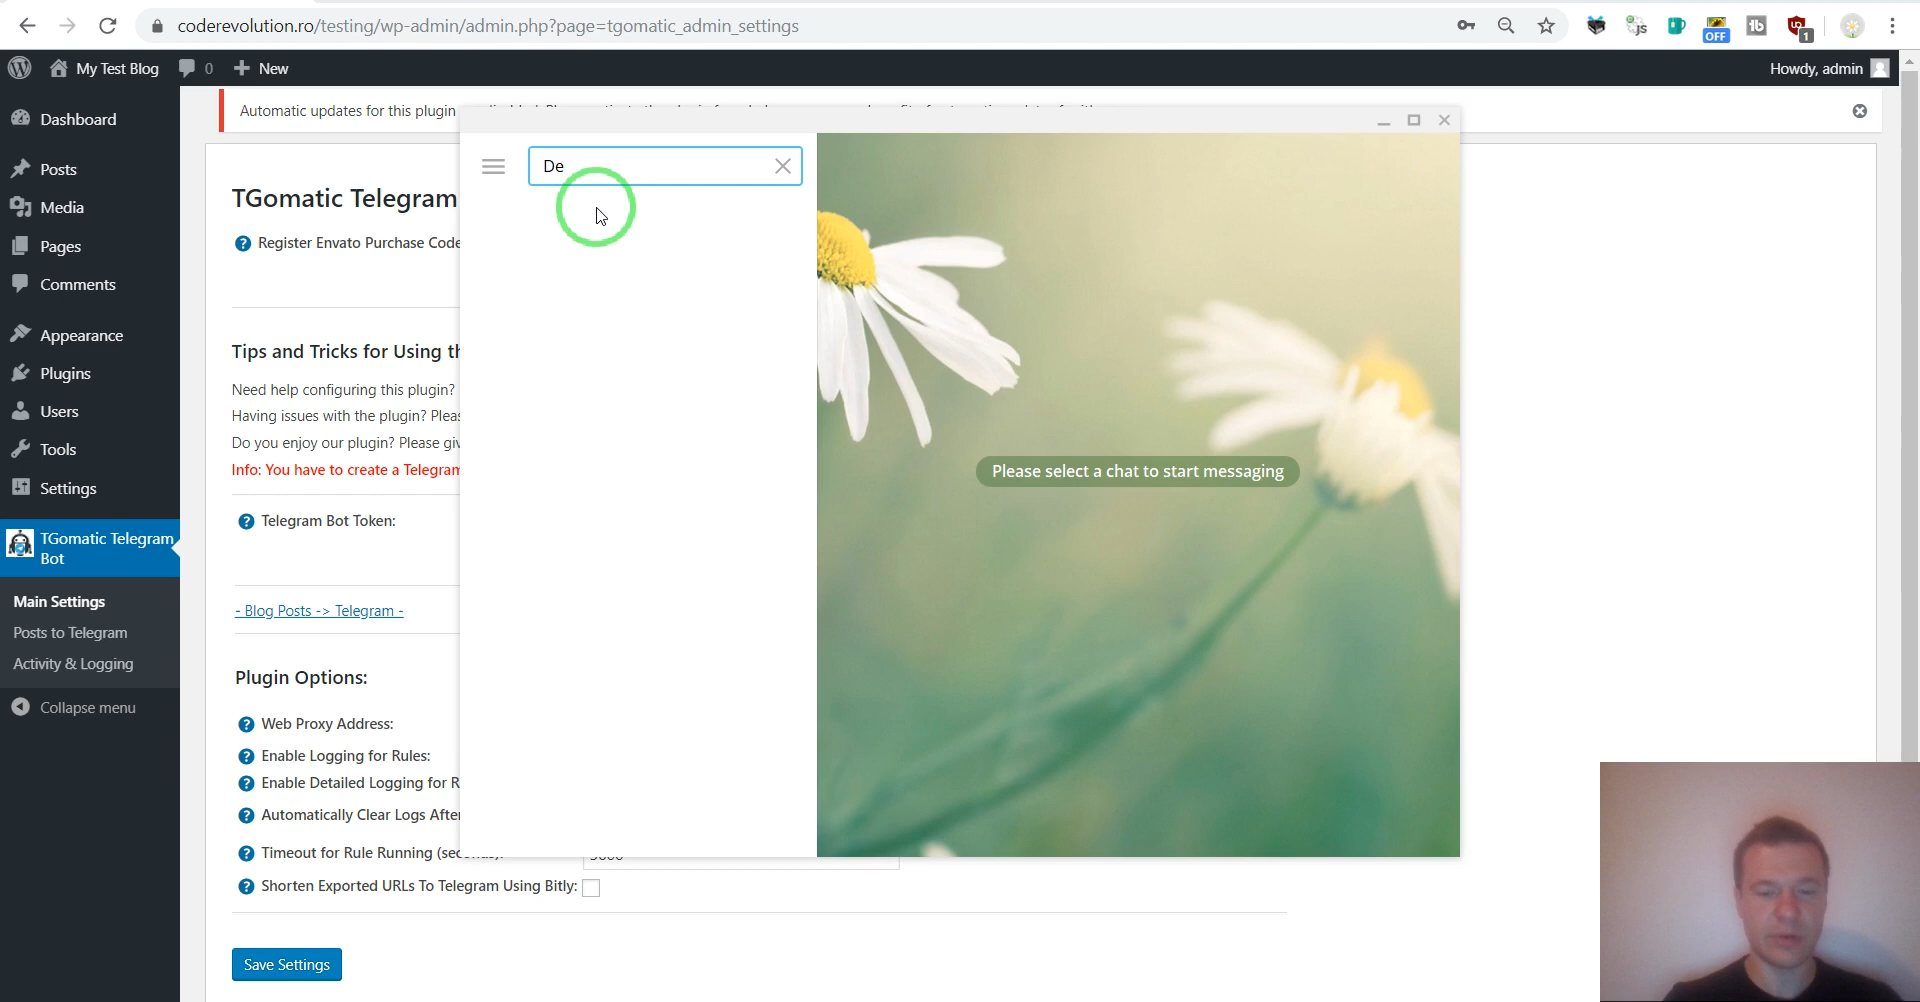 coderevolution.ro/testing/wp-admin/admin.php?page=tgomatic_admin_settings
OFF
tb
js
1
My Test Blog
0
New
Howdy, admin
Dashboard
Posts
Media
Pages
Comments
Appearance
Plugins
Users
Tools
Settings
TGomatic Telegram
Bot
Main Settings
Posts to Telegram
Activity & Logging
Collapse menu
Automatic updates for this plugin
TGomatic Telegram
Register Envato Purchase Code
Tips and Tricks for Using th
Need help configuring this plugin?
Having issues with the plugin? Pleas
Do you enjoy our plugin? Please giv
Info: You have to create a Telegram
Telegram Bot Token:
- Blog Posts -> Telegram -
Plugin Options:
Web Proxy Address:
Enable Logging for Rules:
Enable Detailed Logging for R
Automatically Clear Logs After
Timeout for Rule Running
Shorten Exported URLs To Telegram Using Bitly:
Save Settings
De
Please select a chat to start messaging